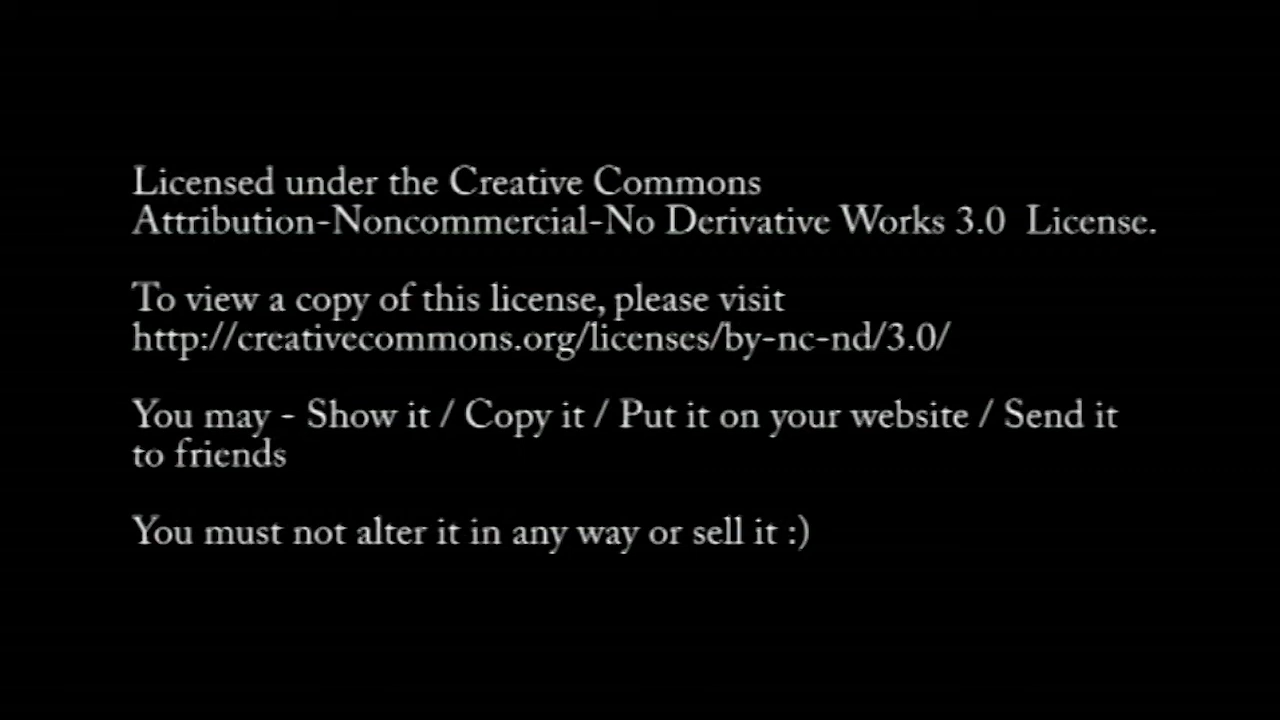 Licensed under the Creative Commons
Attribution-Noncommercial-No Derivative Works 3.0  License.
To view a copy of this license, please visit
http://creativecommons.org/licenses/by-nc-nd/3.0/
You may - Show it / Copy it / Put it on your website / Send it
to friends
You must not alter it in any way or sell it :)